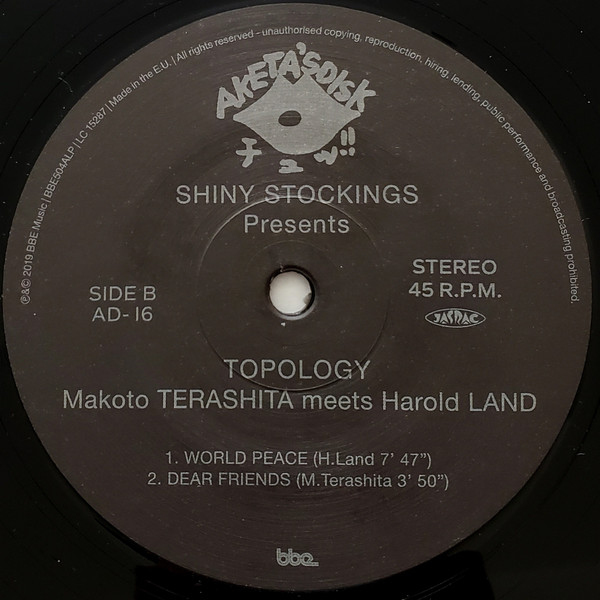 ℗&© 2019 BBE Music | BBE504ALP | LC 15287 | Made in the E.U. | All rights reserved - unauthorised copying, reproduction, hiring, lending, public performance and broadcasting prohibited.
AKETA'S DISK
チュッ!!
SHINY STOCKINGS
Presents
SIDE B
AD-16
STEREO
45 R.P.M.
JASRAC
TOPOLOGY
Makoto TERASHITA meets Harold LAND
1. WORLD PEACE (H.Land 7' 47")
2. DEAR FRIENDS (M.Terashita 3' 50")
bbe